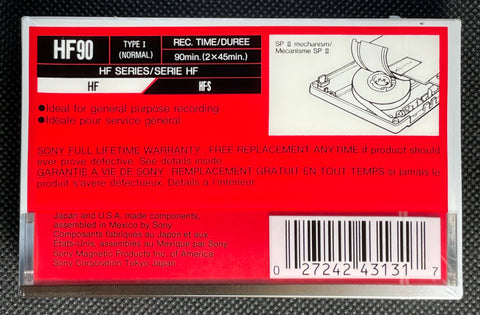 HF90
TYPE I
(NORMAL)
REC. TIME/DUREE
90min. (2×45min.)
HF SERIES/SERIE HF
HF
HFS
SP II mechanism/
Mécanisme SP II
●Ideal for general purpose recording
●Idéale pour service général
SONY FULL LIFETIME WARRANTY : FREE REPLACEMENT ANYTIME if product should
ever prove defective. See details inside.
GARANTIE A VIE DE SONY : REMPLACEMENT GRATUIT EN TOUT TEMPS si jamais le
produit s'avère défectueux. Détails à l'intérieur.
Japan and U.S.A. made components,
assembled in Mexico by Sony
Composants fabriqués au Japon et aux
Etats-Unis, assemblés au Mexique par Sony
Sony Magnetic Products Inc. of America
Sony Corporation Tokyo Japan
0 27242 43131 7